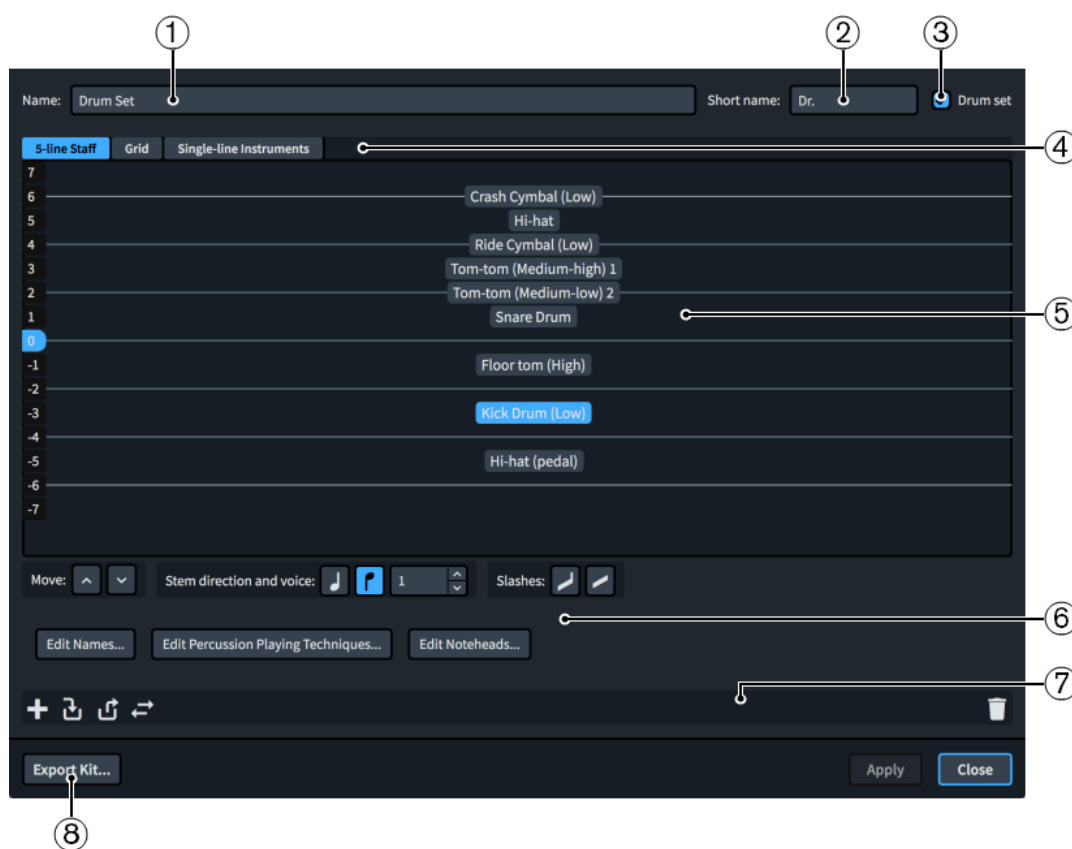 ① ② ③
Name: Drum Set Short name: Dr. Drum set
5-line Staff Grid Single-line Instruments ④
7
6 Crash Cymbal (Low)
5 Hi-hat
4 Ride Cymbal (Low)
3 Tom-tom (Medium-high) 1
2 Tom-tom (Medium-low) 2
1 Snare Drum ⑤
0
-1 Floor tom (High)
-2
-3 Kick Drum (Low)
-4
-5 Hi-hat (pedal)
-6
-7
Move: Stem direction and voice: 1 Slashes:
⑥
Edit Names... Edit Percussion Playing Techniques... Edit Noteheads...
⑦
Export Kit... Apply Close
⑧